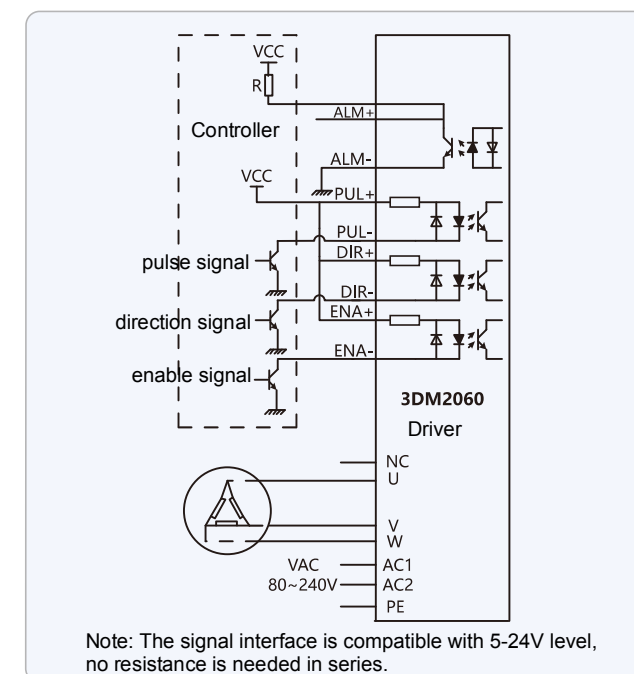 VCC
R
ALM+
Controller
ALM-
VCC
PUL+
PUL-
pulse signal
DIR+
DIR-
direction signal
ENA+
ENA-
enable signal
3DM2060
Driver
NC
U
V
W
VAC
AC1
80~240V
AC2
PE
Note: The signal interface is compatible with 5-24V level,
no resistance is needed in series.